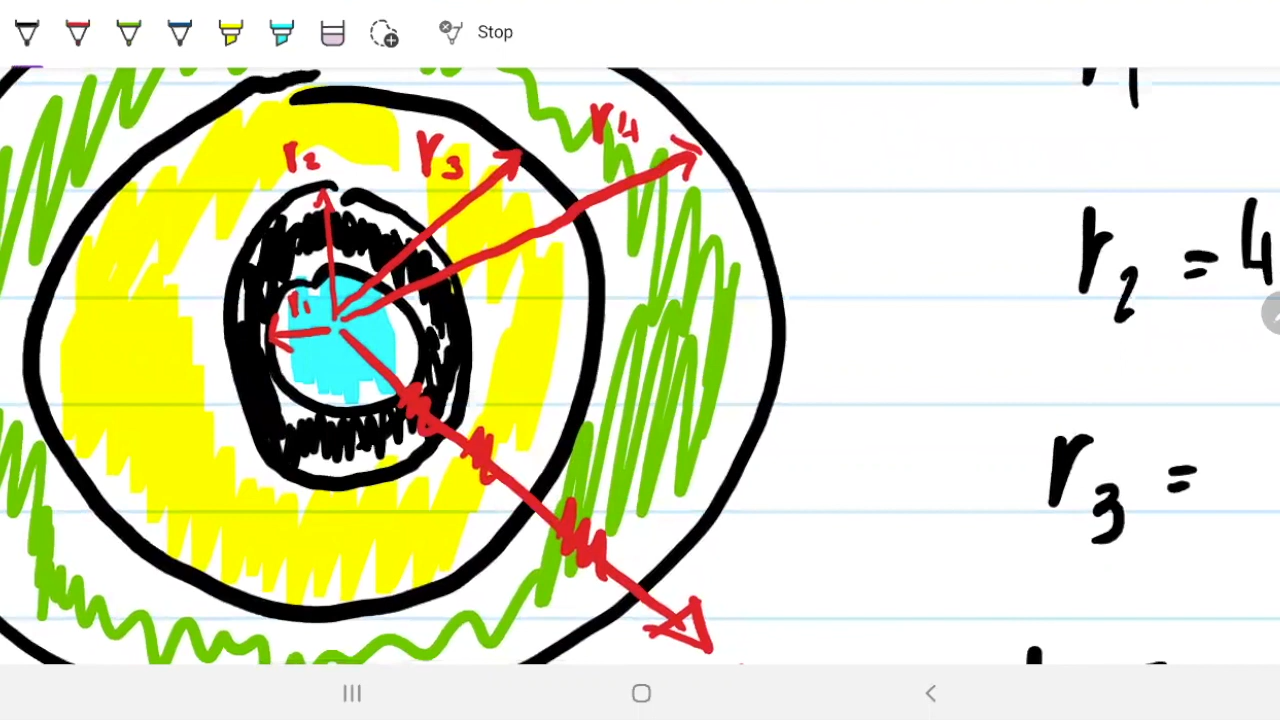 Stop
r4
r2
r3
r1
r2 = 4
r3 =